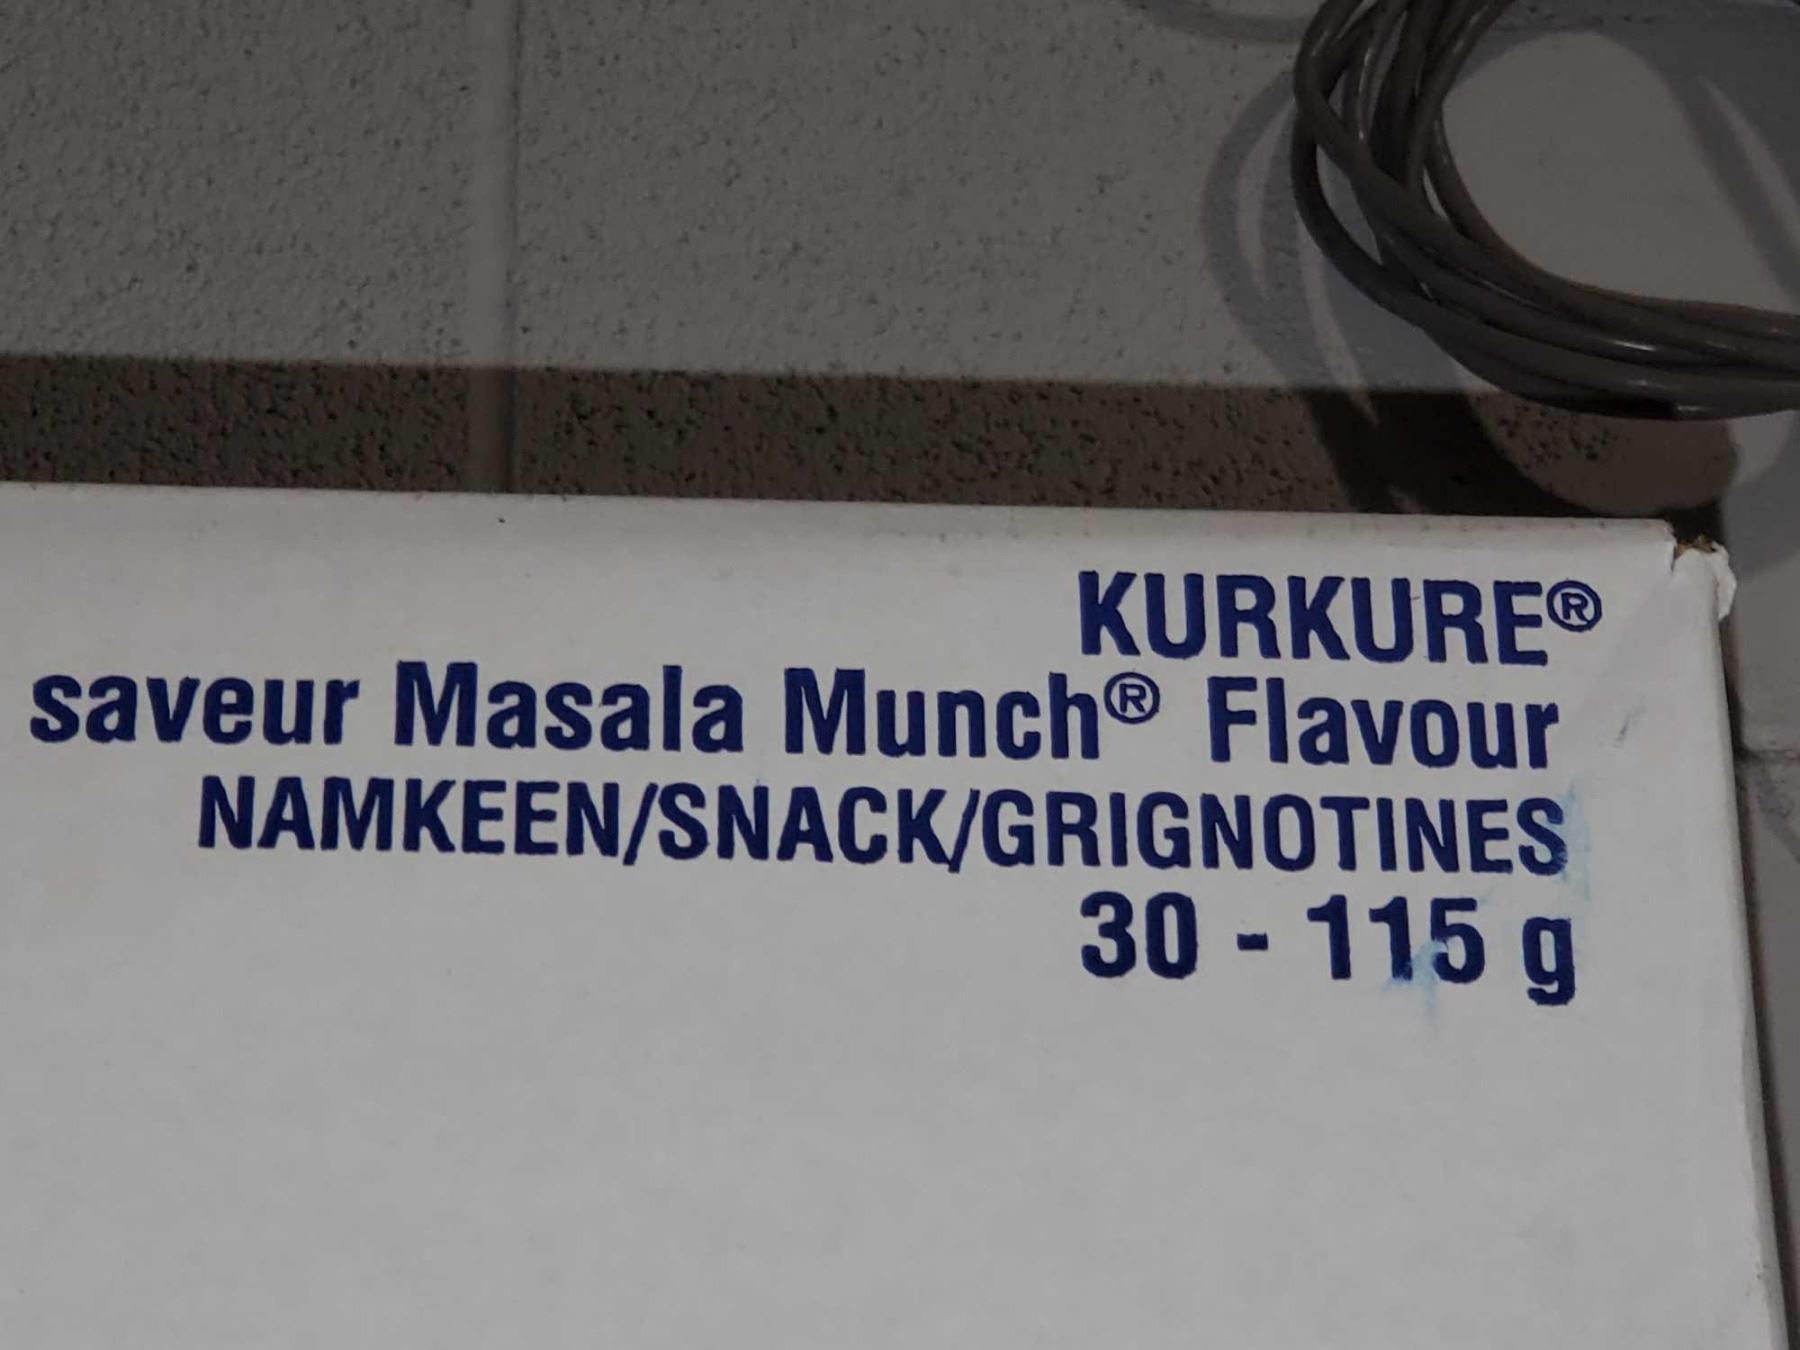 KURKURE®
saveur Masala Munch® Flavour
NAMKEEN/SNACK/GRIGNOTINES
30 - 115 g